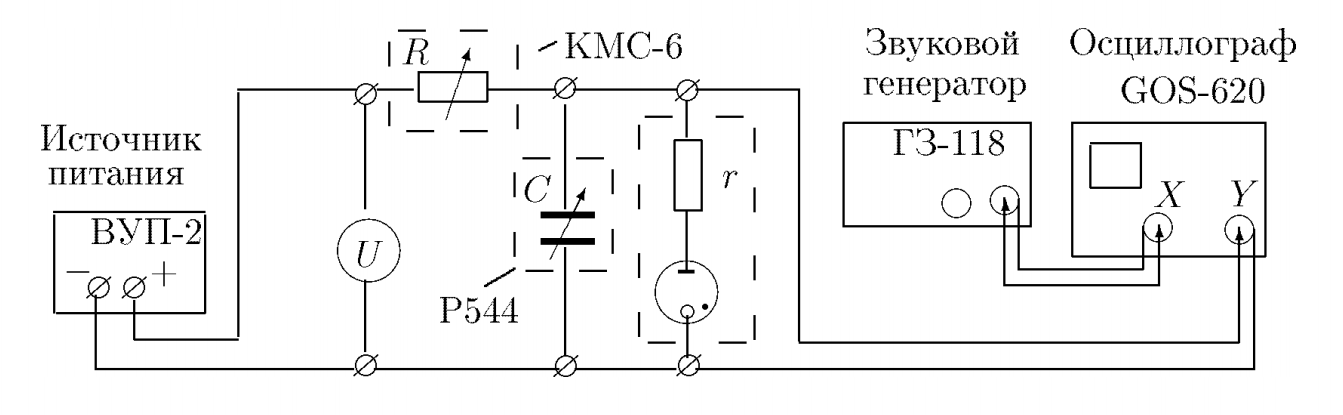 R
КМС-6
Звуковой
генератор
Осциллограф
GOS-620
Источник
питания
ВУП-2
− +
U
C
Р544
r
ГЗ-118
X
Y